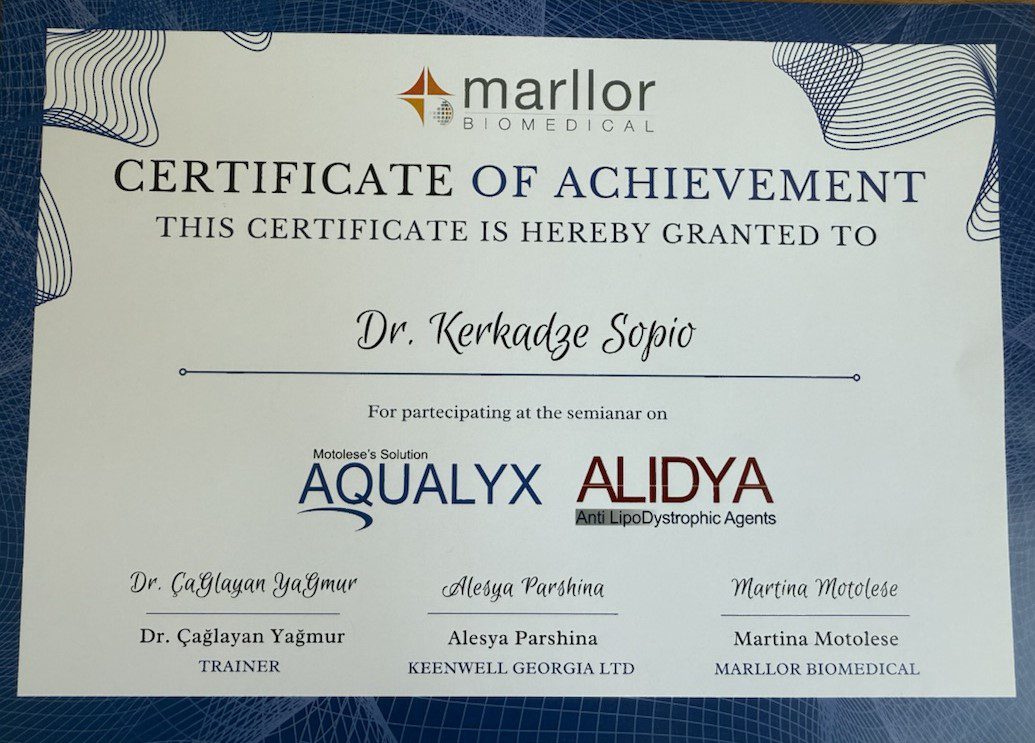 marllor
BIOMEDICAL
CERTIFICATE OF ACHIEVEMENT
THIS CERTIFICATE IS HEREBY GRANTED TO
Dr. Kerkadze Sopio
For partecipating at the semianar on
Motolese's Solution
AQUALYX
ALIDYA
Anti LipoDystrophic Agents
Dr. ÇaĞlayan YaĞmur
Alesya Parshina
Martina Motolese
Dr. Çağlayan Yağmur
Alesya Parshina
Martina Motolese
TRAINER
KEENWELL GEORGIA LTD
MARLLOR BIOMEDICAL